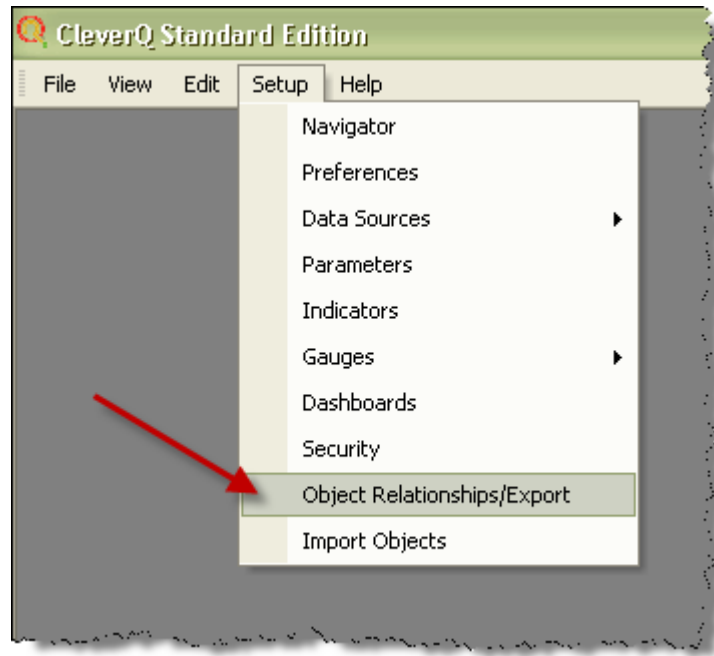 CleverQ Standard Edition
File View Edit Setup Help
Navigator
Preferences
Data Sources
Parameters
Indicators
Gauges
Dashboards
Security
Object Relationships/Export
Import Objects